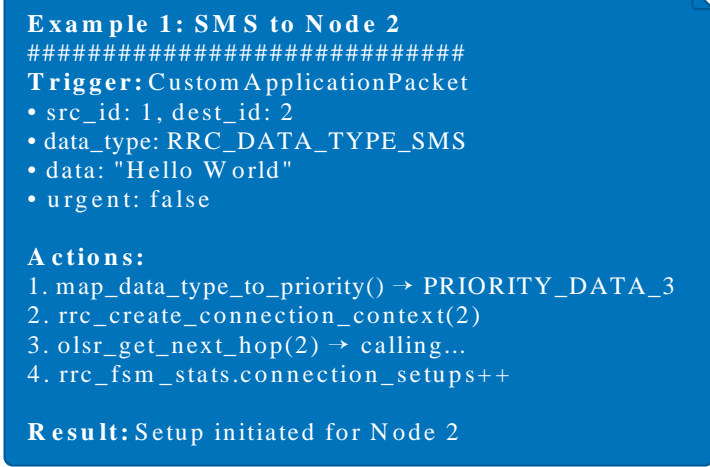 Example 1: SMS to Node 2
#############################
Trigger: CustomApplicationPacket
• src_id: 1, dest_id: 2
• data_type: RRC_DATA_TYPE_SMS
• data: "Hello World"
• urgent: false
Actions:
1. map_data_type_to_priority() → PRIORITY_DATA_3
2. rrc_create_connection_context(2)
3. olsr_get_next_hop(2) → calling...
4. rrc_fsm_stats.connection_setups++
Result: Setup initiated for Node 2